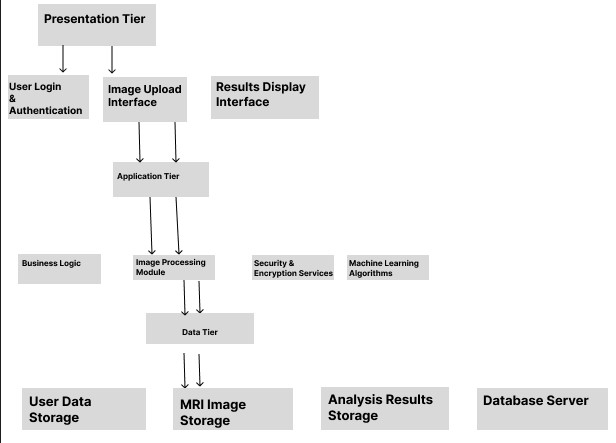 Presentation Tier
User Login
&
Authentication
Image Upload
Interface
Results Display
Interface
Application Tier
Business Logic
Image Processing
Module
Security &
Encryption Services
Machine Learning
Algorithms
Data Tier
User Data
Storage
MRI Image
Storage
Analysis Results
Storage
Database Server